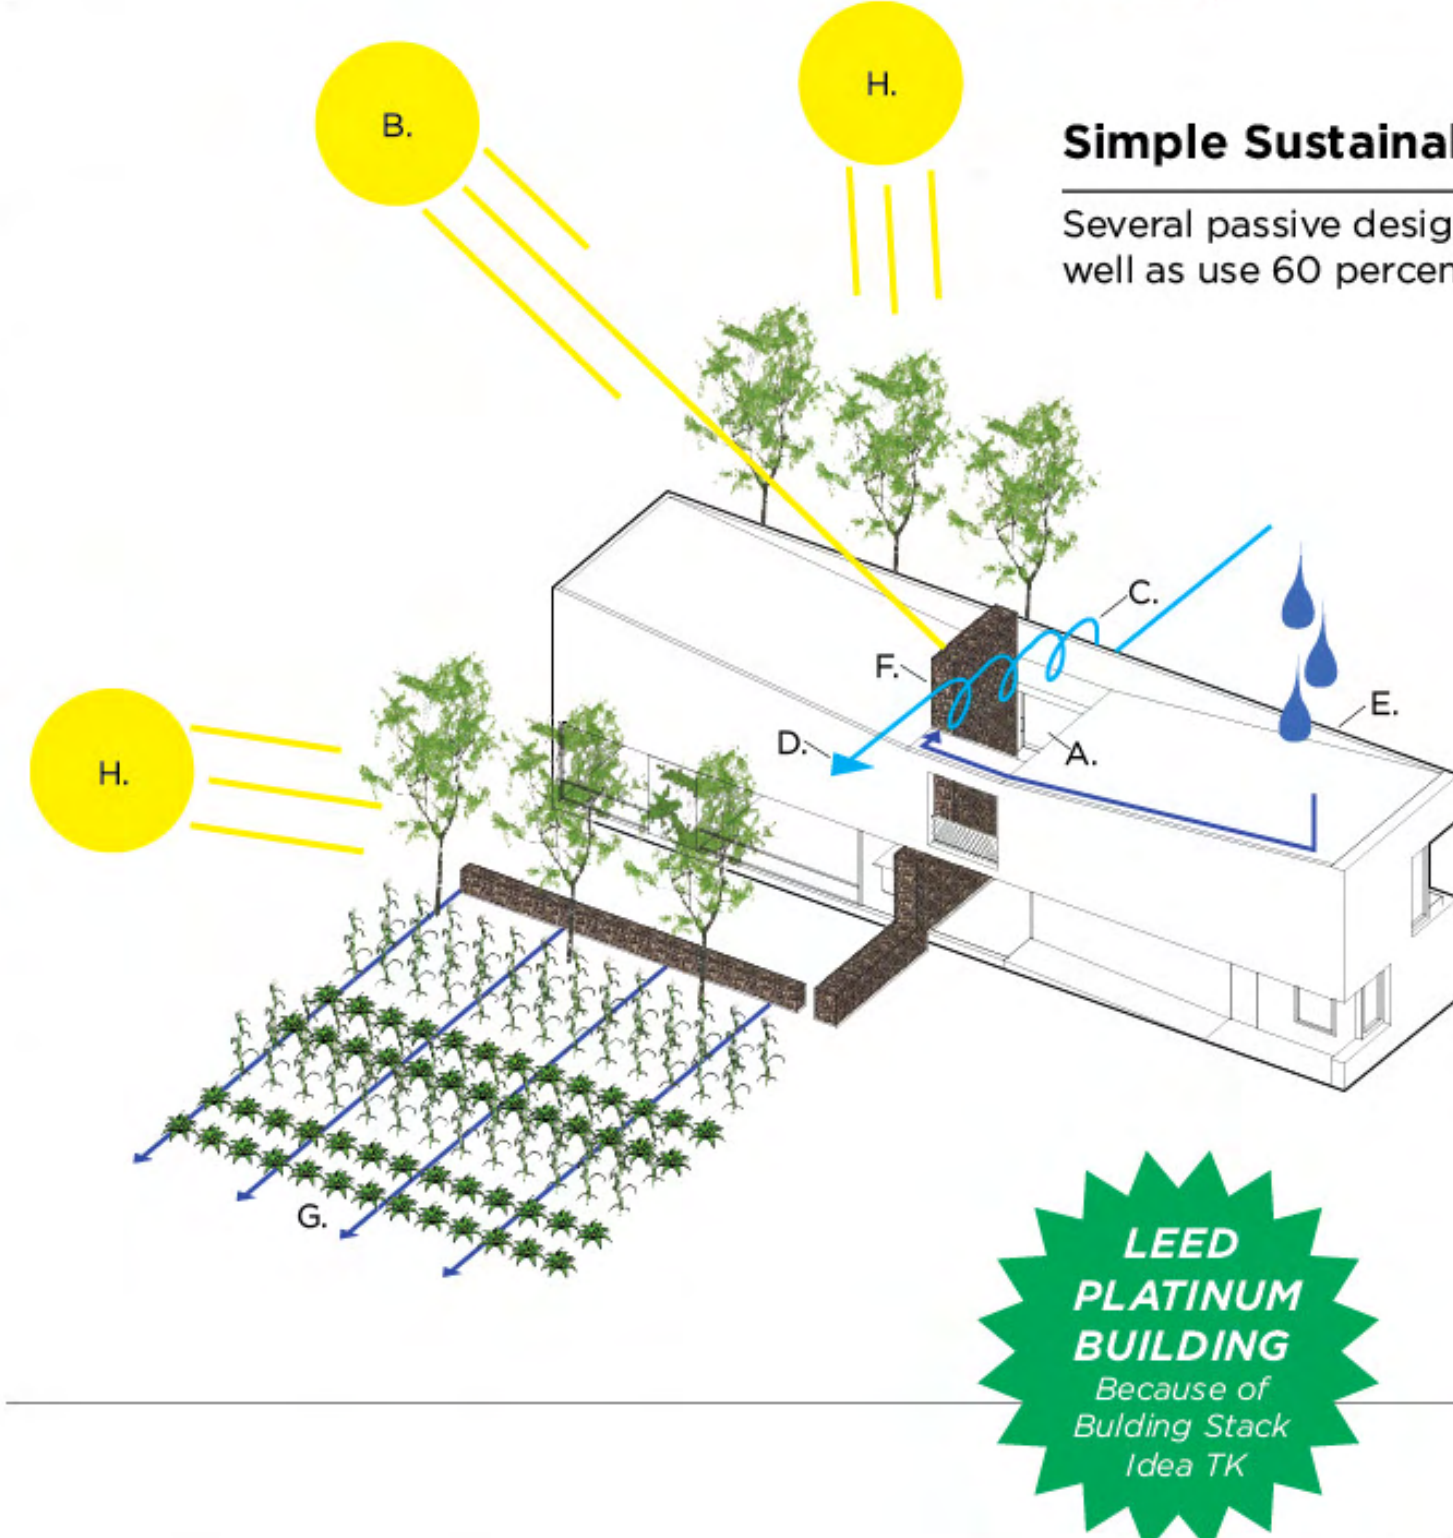 B.
H.
Simple Sustainal
Several passive desig
well as use 60 percen
C.
F.
E.
D.
A.
H.
G.
LEED
PLATINUM
BUILDING
Because of
Bulding Stack
Idea TK